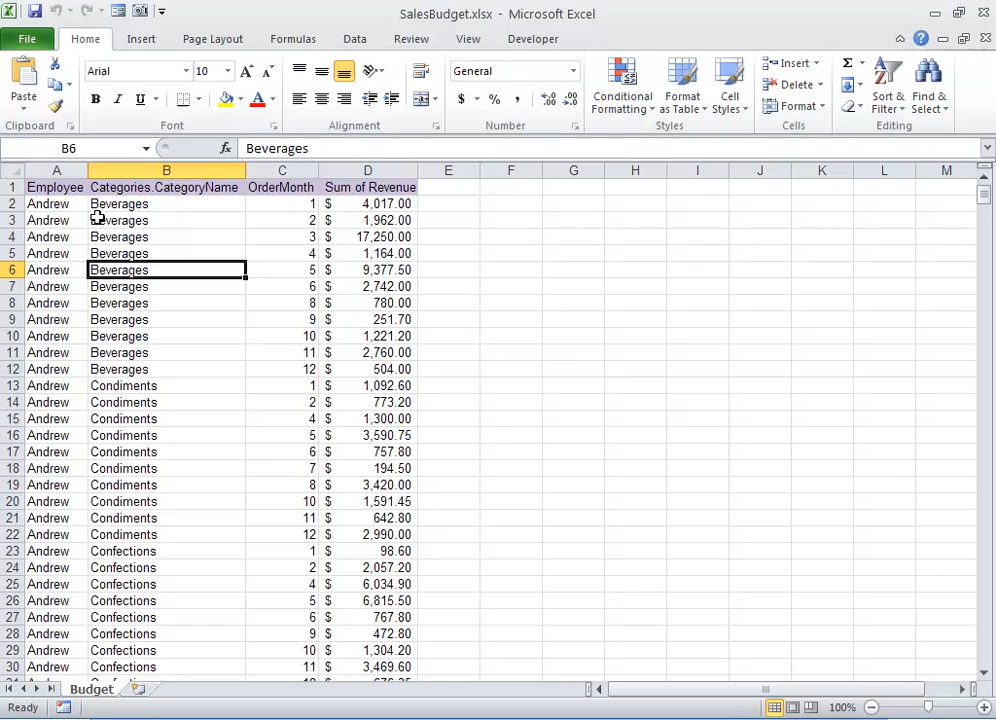 SalesBudget.xlsx - Microsoft Excel
File Home Insert Page Layout Formulas Data Review View Developer
Paste Arial 10 A A B I U A General $ % , Conditional Formatting Format as Table Cell Styles Insert Delete Format Σ Sort & Filter Find & Select
Clipboard Font Alignment Number Styles Cells Editing
B6 fx Beverages
A B C D E F G H I J K L M
1 Employee Categories.CategoryName OrderMonth Sum of Revenue
2 Andrew Beverages 1 $ 4,017.00
3 Andrew Beverages 2 $ 1,962.00
4 Andrew Beverages 3 $ 17,250.00
5 Andrew Beverages 4 $ 1,164.00
6 Andrew Beverages 5 $ 9,377.50
7 Andrew Beverages 6 $ 2,742.00
8 Andrew Beverages 8 $ 780.00
9 Andrew Beverages 9 $ 251.70
10 Andrew Beverages 10 $ 1,221.20
11 Andrew Beverages 11 $ 2,760.00
12 Andrew Beverages 12 $ 504.00
13 Andrew Condiments 1 $ 1,092.60
14 Andrew Condiments 2 $ 773.20
15 Andrew Condiments 4 $ 1,300.00
16 Andrew Condiments 5 $ 3,590.75
17 Andrew Condiments 6 $ 757.80
18 Andrew Condiments 7 $ 194.50
19 Andrew Condiments 8 $ 3,420.00
20 Andrew Condiments 10 $ 1,591.45
21 Andrew Condiments 11 $ 642.80
22 Andrew Condiments 12 $ 2,990.00
23 Andrew Confections 1 $ 98.60
24 Andrew Confections 2 $ 2,057.20
25 Andrew Confections 4 $ 6,034.90
26 Andrew Confections 5 $ 6,815.50
27 Andrew Confections 6 $ 767.80
28 Andrew Confections 9 $ 472.80
29 Andrew Confections 10 $ 1,304.20
30 Andrew Confections 11 $ 3,469.60
Budget
Ready 100%